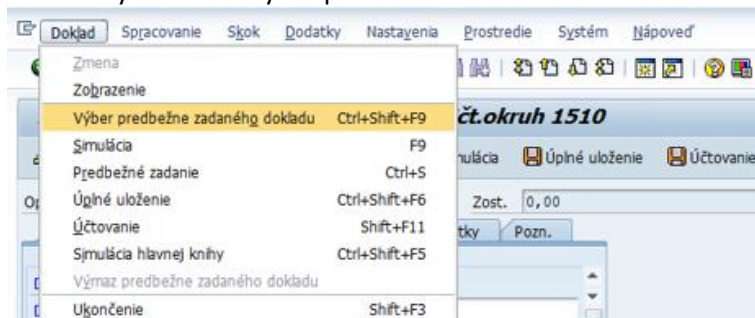 Doklad Spracovanie Skok Dodatky Nastavenia Prostredie Systém Nápoveď
Zmena
Zobrazenie
Výber predbežne zadaného dokladu Ctrl+Shift+F9
čt.okruh 1510
Simulácia F9
nulácia Úplné uloženie Účtovanie
Predbežné zadanie Ctrl+S
Úplné uloženie Ctrl+Shift+F6
Zost. 0,00
Účtovanie Shift+F11
tky Pozn.
Simulácia hlavnej knihy Ctrl+Shift+F5
Výmaz predbežne zadaného dokladu
Ukončenie Shift+F3